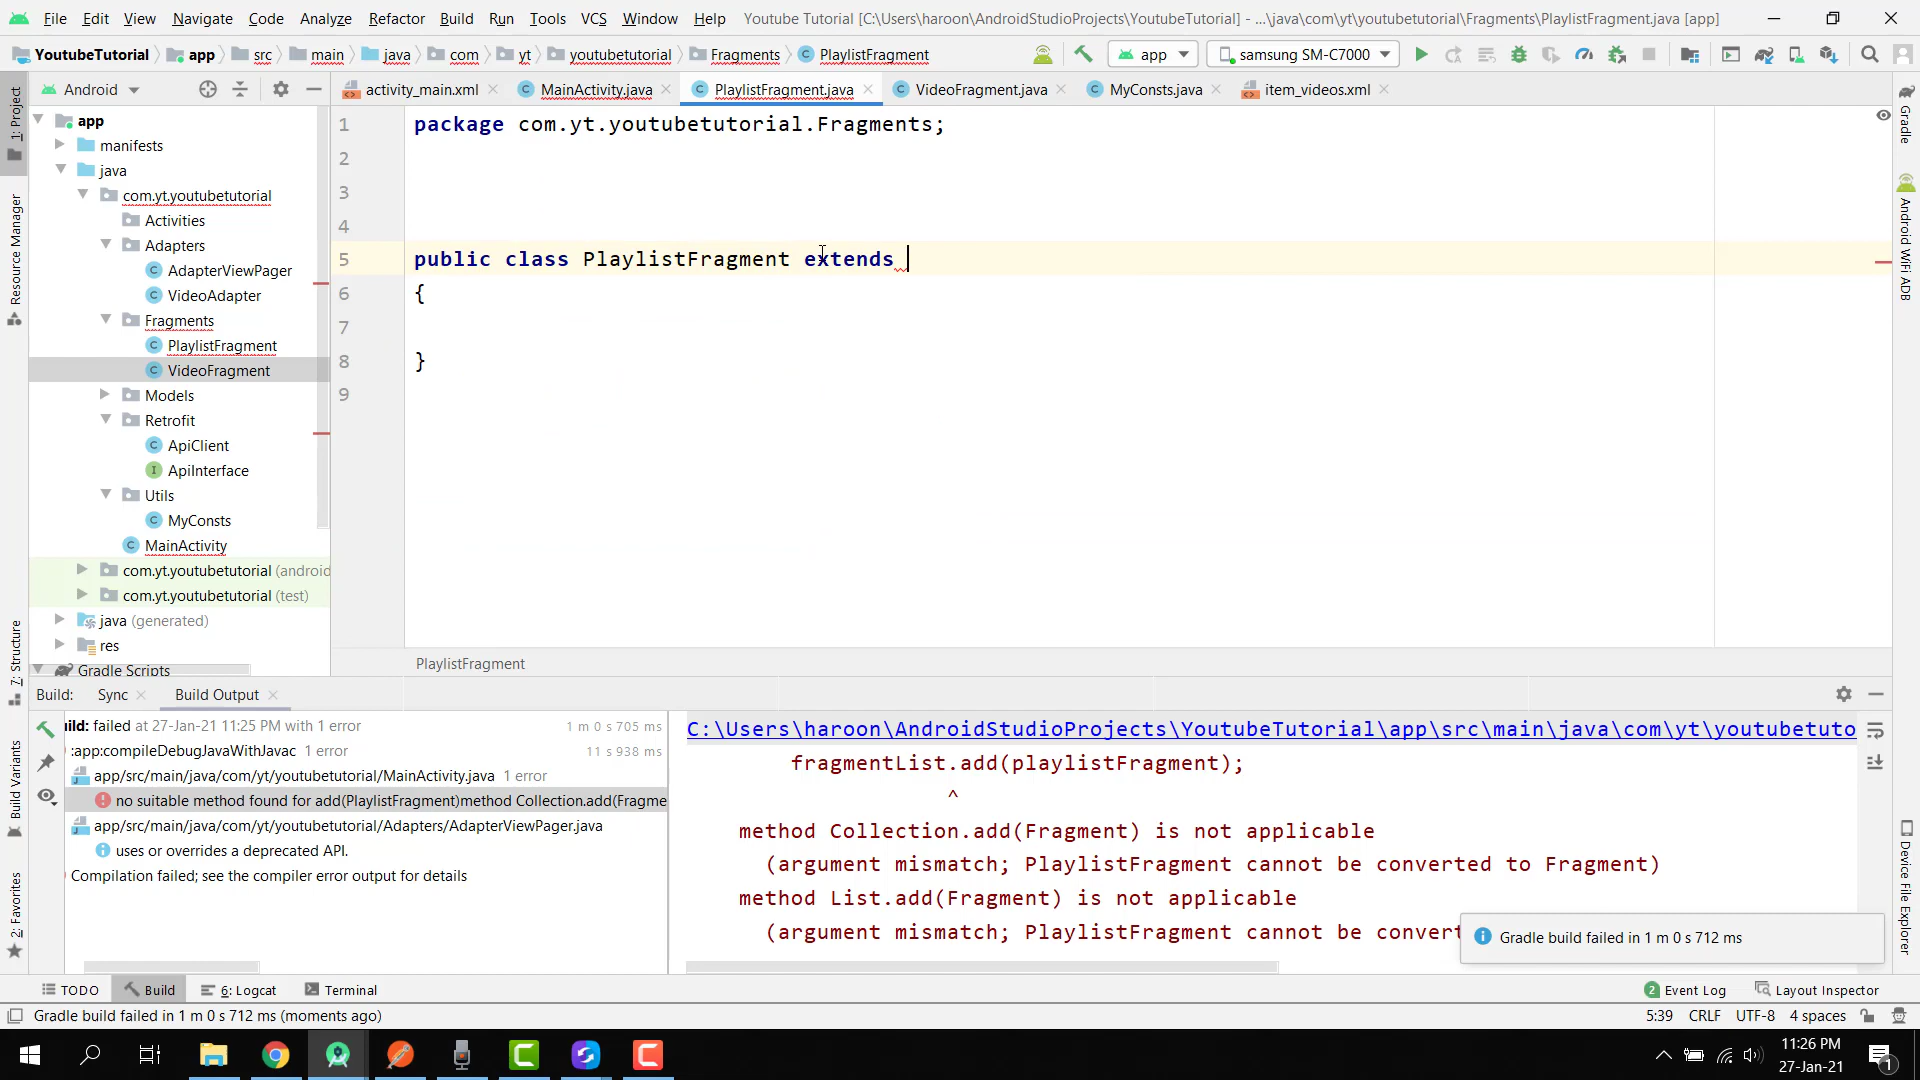 File Edit View Navigate Code Analyze Refactor Build Run Tools VCS Window Help Youtube Tutorial [C:\Users\haroon\AndroidStudioProjects\YoutubeTutorial] - ...\java\com\yt\youtubetutorial\Fragments\PlaylistFragment.java [app]
YoutubeTutorial app src main java com yt youtubetutorial Fragments PlaylistFragment app samsung SM-C7000
Android activity_main.xml MainActivity.java PlaylistFragment.java VideoFragment.java MyConsts.java item_videos.xml
1: Project
Resource Manager
7: Structure
Build Variants
2: Favorites
app
manifests
java
com.yt.youtubetutorial
Activities
Adapters
AdapterViewPager
VideoAdapter
Fragments
PlaylistFragment
VideoFragment
Models
Retrofit
ApiClient
ApiInterface
Utils
MyConsts
MainActivity
com.yt.youtubetutorial (android
com.yt.youtubetutorial (test)
java (generated)
res
Gradle Scripts
1 package com.yt.youtubetutorial.Fragments;
2
3
4
5 public class PlaylistFragment extends
6 {
7
8 }
9
PlaylistFragment
Gradle
Android WiFi ADB
Device File Explorer
Build: Sync Build Output
uild: failed at 27-Jan-21 11:25 PM with 1 error 1 m 0 s 705 ms
:app:compileDebugJavaWithJavac 1 error 11 s 938 ms
app/src/main/java/com/yt/youtubetutorial/MainActivity.java 1 error
no suitable method found for add(PlaylistFragment)method Collection.add(Fragme
app/src/main/java/com/yt/youtubetutorial/Adapters/AdapterViewPager.java
uses or overrides a deprecated API.
Compilation failed; see the compiler error output for details
C:\Users\haroon\AndroidStudioProjects\YoutubeTutorial\app\src\main\java\com\yt\youtubetuto
fragmentList.add(playlistFragment);
^
method Collection.add(Fragment) is not applicable
(argument mismatch; PlaylistFragment cannot be converted to Fragment)
method List.add(Fragment) is not applicable
(argument mismatch; PlaylistFragment cannot be convert
Gradle build failed in 1 m 0 s 712 ms
TODO Build 6: Logcat Terminal 2 Event Log Layout Inspector
Gradle build failed in 1 m 0 s 712 ms (moments ago) 5:39 CRLF UTF-8 4 spaces
11:26 PM
27-Jan-21
1